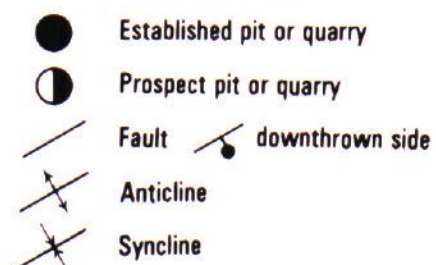 Established pit or quarry
Prospect pit or quarry
Fault downthrown side
Anticline
Syncline